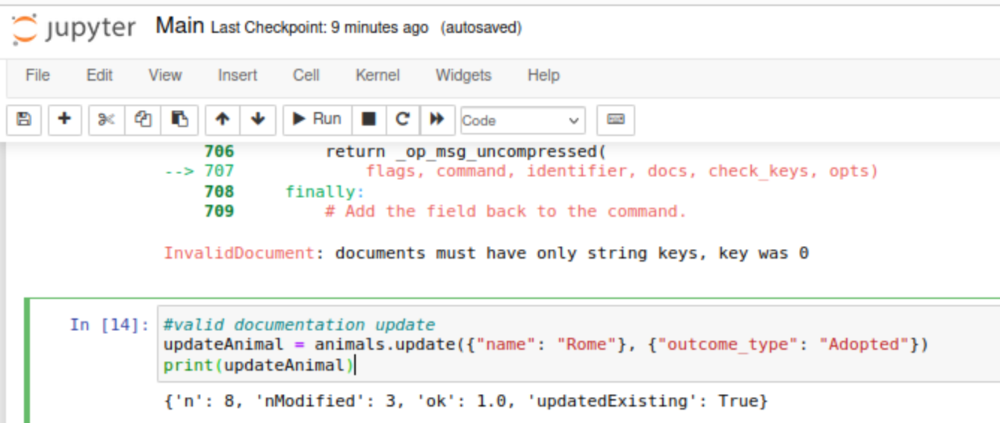 jupyter Main Last Checkpoint: 9 minutes ago (autosaved)
File Edit View Insert Cell Kernel Widgets Help
Run Code
706 return _op_msg_uncompressed(
--> 707 flags, command, identifier, docs, check_keys, opts)
708 finally:
709 # Add the field back to the command.
InvalidDocument: documents must have only string keys, key was 0
In [14]: #valid documentation update
updateAnimal = animals.update({"name": "Rome"}, {"outcome_type": "Adopted"})
print(updateAnimal)
{'n': 8, 'nModified': 3, 'ok': 1.0, 'updatedExisting': True}